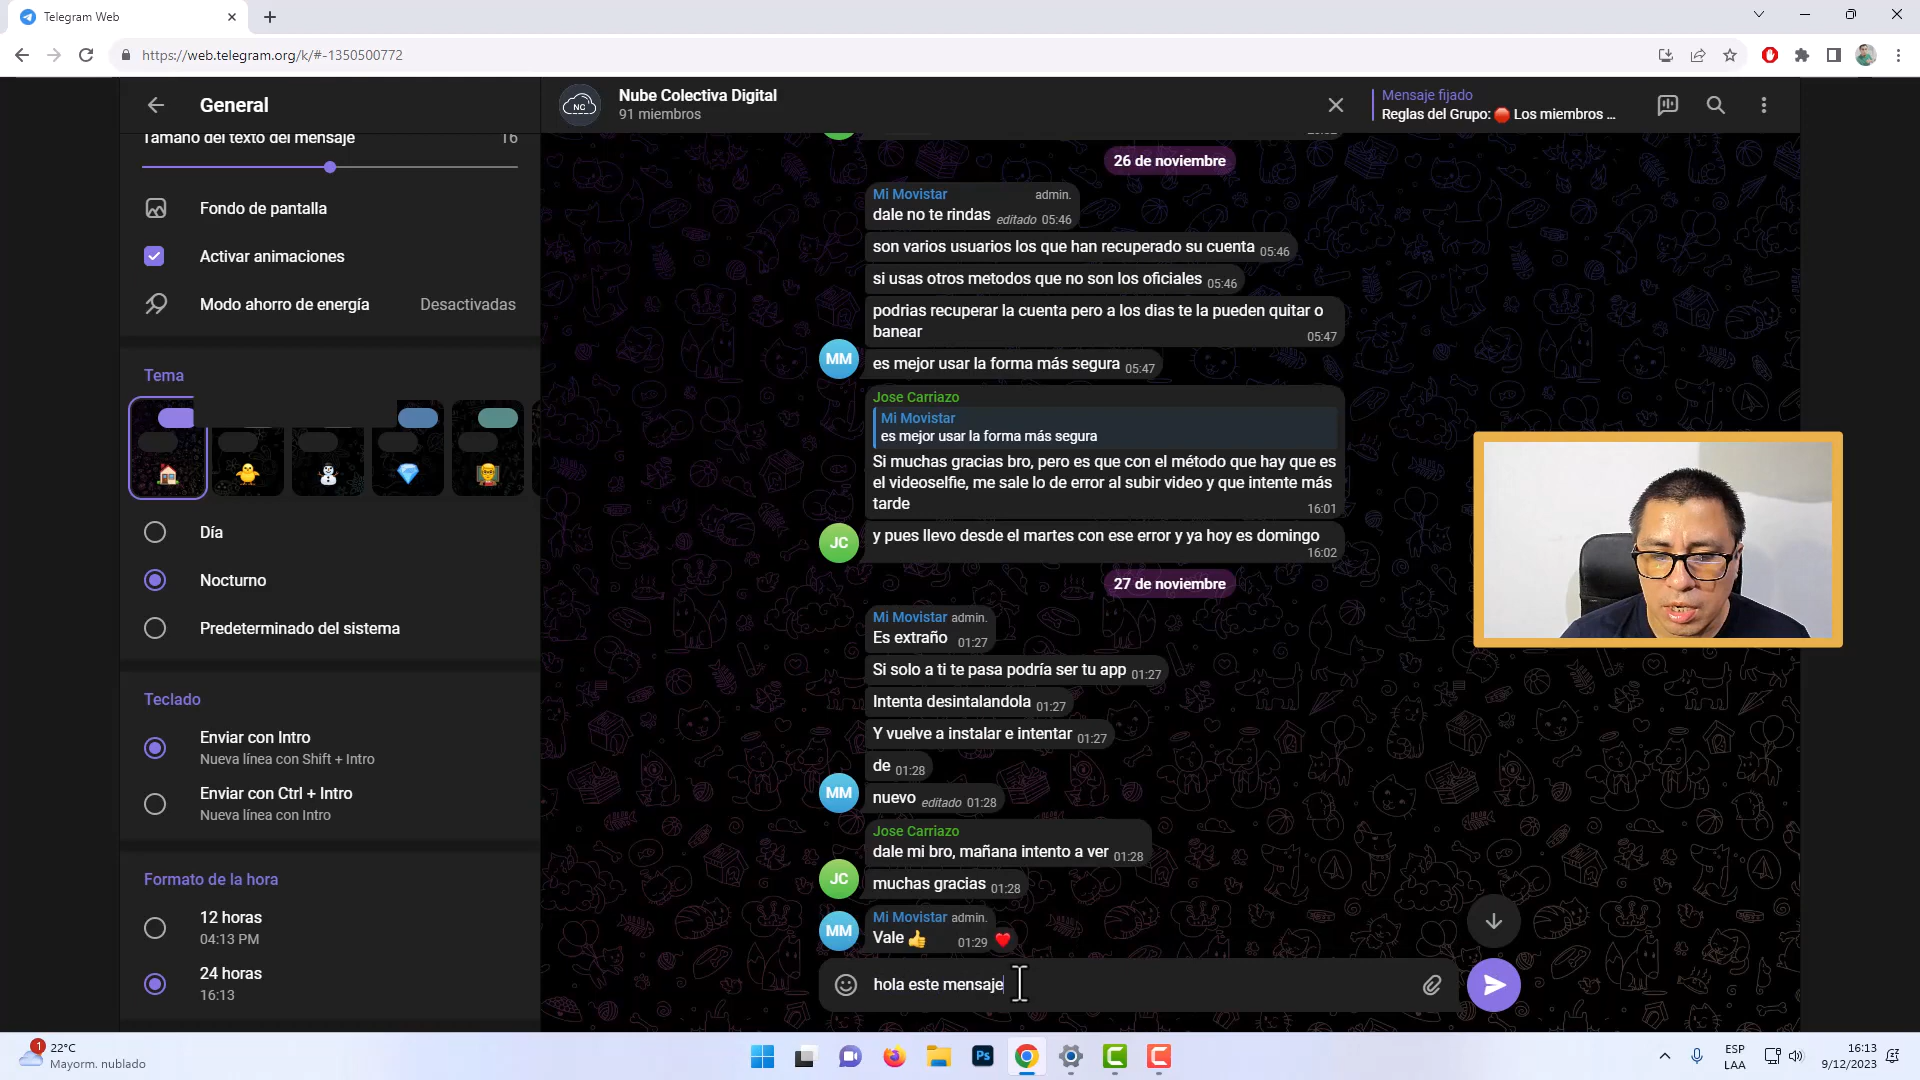 Telegram Web
https://web.telegram.org/k/#-1350500772
General
Tamaño del texto del mensaje 16
Fondo de pantalla
Activar animaciones
Modo ahorro de energía Desactivadas
Tema
Día
Nocturno
Predeterminado del sistema
Teclado
Enviar con Intro
Nueva línea con Shift + Intro
Enviar con Ctrl + Intro
Nueva línea con Intro
Formato de la hora
12 horas
04:13 PM
24 horas
16:13
NC
Nube Colectiva Digital
91 miembros
Mensaje fijado
Reglas del Grupo: 🛑 Los miembros ...
26 de noviembre
Mi Movistar admin.
dale no te rindas editado 05:46
son varios usuarios los que han recuperado su cuenta 05:46
si usas otros metodos que no son los oficiales 05:46
podrias recuperar la cuenta pero a los dias te la pueden quitar o
banear 05:47
MM
es mejor usar la forma más segura 05:47
Jose Carriazo
Mi Movistar
es mejor usar la forma más segura
Si muchas gracias bro, pero es que con el método que hay que es
el videoselfie, me sale lo de error al subir video y que intente más
tarde 16:01
JC
y pues llevo desde el martes con ese error y ya hoy es domingo
16:02
27 de noviembre
Mi Movistar admin.
Es extraño 01:27
Si solo a ti te pasa podría ser tu app 01:27
Intenta desintalandola 01:27
Y vuelve a instalar e intentar 01:27
de 01:28
MM
nuevo editado 01:28
Jose Carriazo
dale mi bro, mañana intento a ver 01:28
JC
muchas gracias 01:28
Mi Movistar admin.
MM
Vale 👍 01:29 ❤️
hola este mensaje
1
22°C
Mayorm. nublado
Ps
ESP
LAA
16:13
9/12/2023